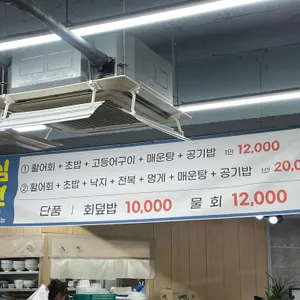 ① 활어회 + 초밥 + 고등어구이 + 매운탕 + 공기밥 1인 12,000
② 활어회 + 초밥 + 낙지 + 전복 + 멍게 + 매운탕 + 공기밥 1인 20,0
단품 | 회덮밥 10,000 물 회 12,000